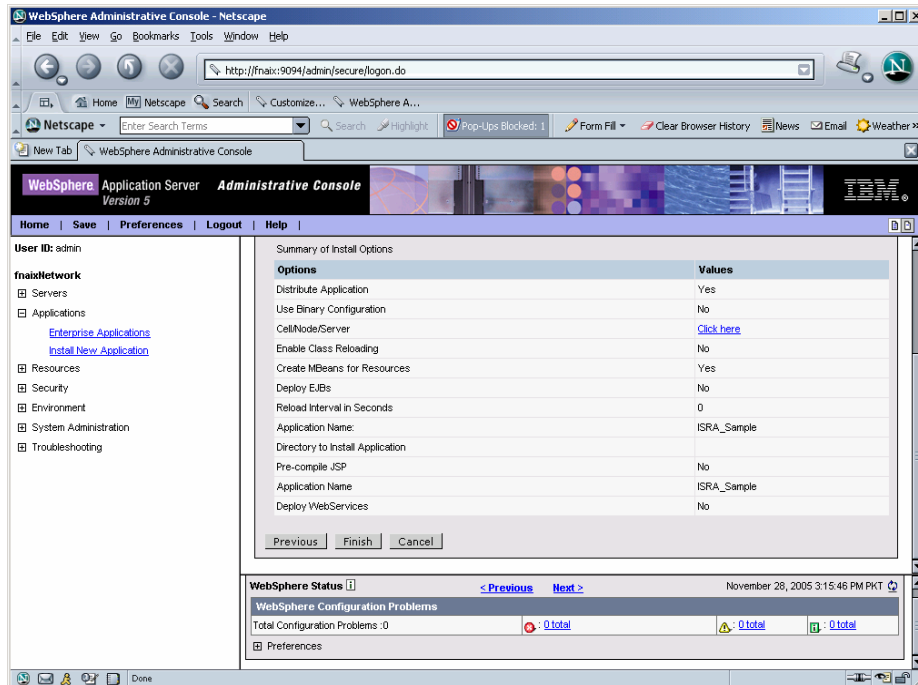 WebSphere Administrative Console - Netscape
File Edit View Go Bookmarks Tools Window Help
http://fnaix:9094/admin/secure/logon.do
Home My Netscape Search Customize... WebSphere A...
Netscape Enter Search Terms Search Highlight Pop-Ups Blocked: 1 Form Fill Clear Browser History News Email Weather »
New Tab WebSphere Administrative Console
WebSphere Application Server Administrative Console
Version 5
IBM.
Home | Save | Preferences | Logout | Help |
User ID: admin
fnaixNetwork
Servers
Applications
Enterprise Applications
Install New Application
Resources
Security
Environment
System Administration
Troubleshooting
Summary of Install Options
Options Values
Distribute Application Yes
Use Binary Configuration No
Cell/Node/Server Click here
Enable Class Reloading No
Create MBeans for Resources Yes
Deploy EJBs No
Reload Interval in Seconds 0
Application Name: ISRA_Sample
Directory to Install Application
Pre-compile JSP No
Application Name ISRA_Sample
Deploy WebServices No
Previous Finish Cancel
WebSphere Status i < Previous Next > November 28, 2005 3:15:46 PM PKT
WebSphere Configuration Problems
Total Configuration Problems :0 : 0 total : 0 total : 0 total
Preferences
Done